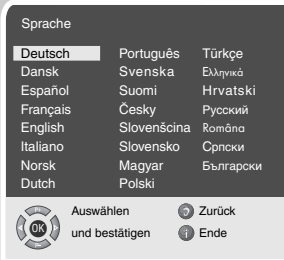 Sprache
Deutsch Português Türkçe
Dansk Svenska Ελληνικά
Español Suomi Hrvatski
Français Česky Русский
English Slovenščina Română
Italiano Slovensko Српски
Norsk Magyar Български
Dutch Polski
Auswählen Zurück
OK
und bestätigen i Ende